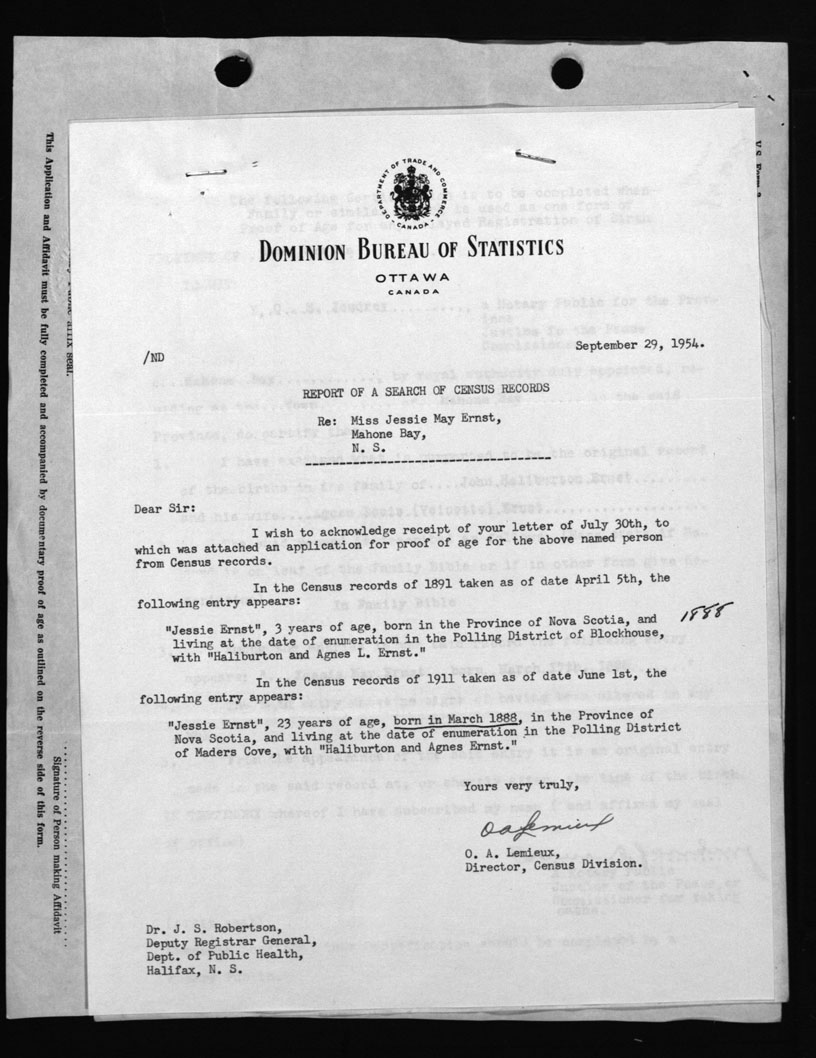 This Application and Affidavit must be fully completed and accompanied by documentary proof of age as outlined on the reverse side of this form.
Signature of Person making Affidavit
affix seal.
DEPARTMENT OF TRADE AND COMMERCE
CANADA
DOMINION BUREAU OF STATISTICS
OTTAWA
CANADA
September 29, 1954.
/ND
REPORT OF A SEARCH OF CENSUS RECORDS
Re: Miss Jessie May Ernst,
Mahone Bay,
N. S.
Dear Sir:
I wish to acknowledge receipt of your letter of July 30th, to
which was attached an application for proof of age for the above named person
from Census records.
In the Census records of 1891 taken as of date April 5th, the
following entry appears:
"Jessie Ernst", 3 years of age, born in the Province of Nova Scotia, and 1888
living at the date of enumeration in the Polling District of Blockhouse,
with "Haliburton and Agnes L. Ernst."
In the Census records of 1911 taken as of date June 1st, the
following entry appears:
"Jessie Ernst", 23 years of age, born in March 1888, in the Province of
Nova Scotia, and living at the date of enumeration in the Polling District
of Maders Cove, with "Haliburton and Agnes Ernst."
Yours very truly,
O A Lemieux
O. A. Lemieux,
Director, Census Division.
Dr. J. S. Robertson,
Deputy Registrar General,
Dept. of Public Health,
Halifax, N. S.